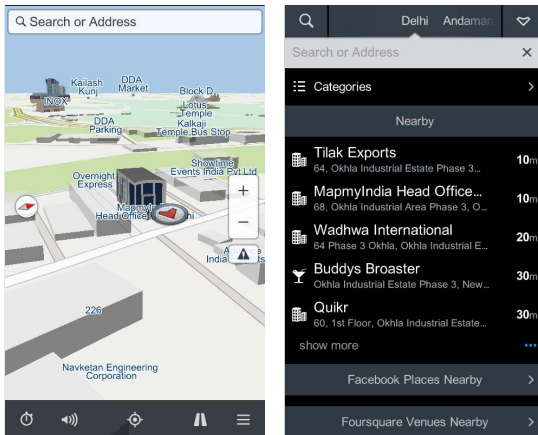 Search or Address
Kailash
Kunj
DDA
Market
Block D
INOX
Lotus
Temple
DDA
Parking
Kalkaji
Temple Bus Stop
Showtime
Events India Pvt Ltd
Overnight
Express
+
Head Office
−
India
226
Navketan Engineering
Corporation
Delhi Andaman
Search or Address
Categories
Nearby
Tilak Exports
64, Okhla Industrial Estate Phase 3...
10m
MapmyIndia Head Office...
68, Okhla Industrial Area Phase 3, O...
10m
Wadhwa International
64 Phase 3 Okhla, Okhla Industrial E...
20m
Buddys Broaster
Okhla Industrial Estate Phase 3, New...
30m
Quikr
60, 1st Floor, Okhla Industrial Estate...
30m
show more
Facebook Places Nearby
Foursquare Venues Nearby